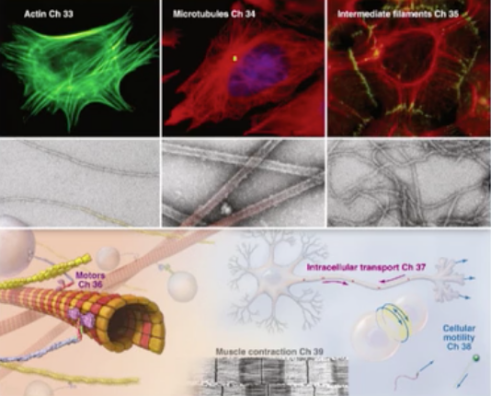 Actin Ch 33
Microtubules Ch 34
Intermediate filaments Ch 35
Motors
Ch 36
Intracellular transport Ch 37
Cellular
motility
Ch 38
Muscle contraction Ch 39